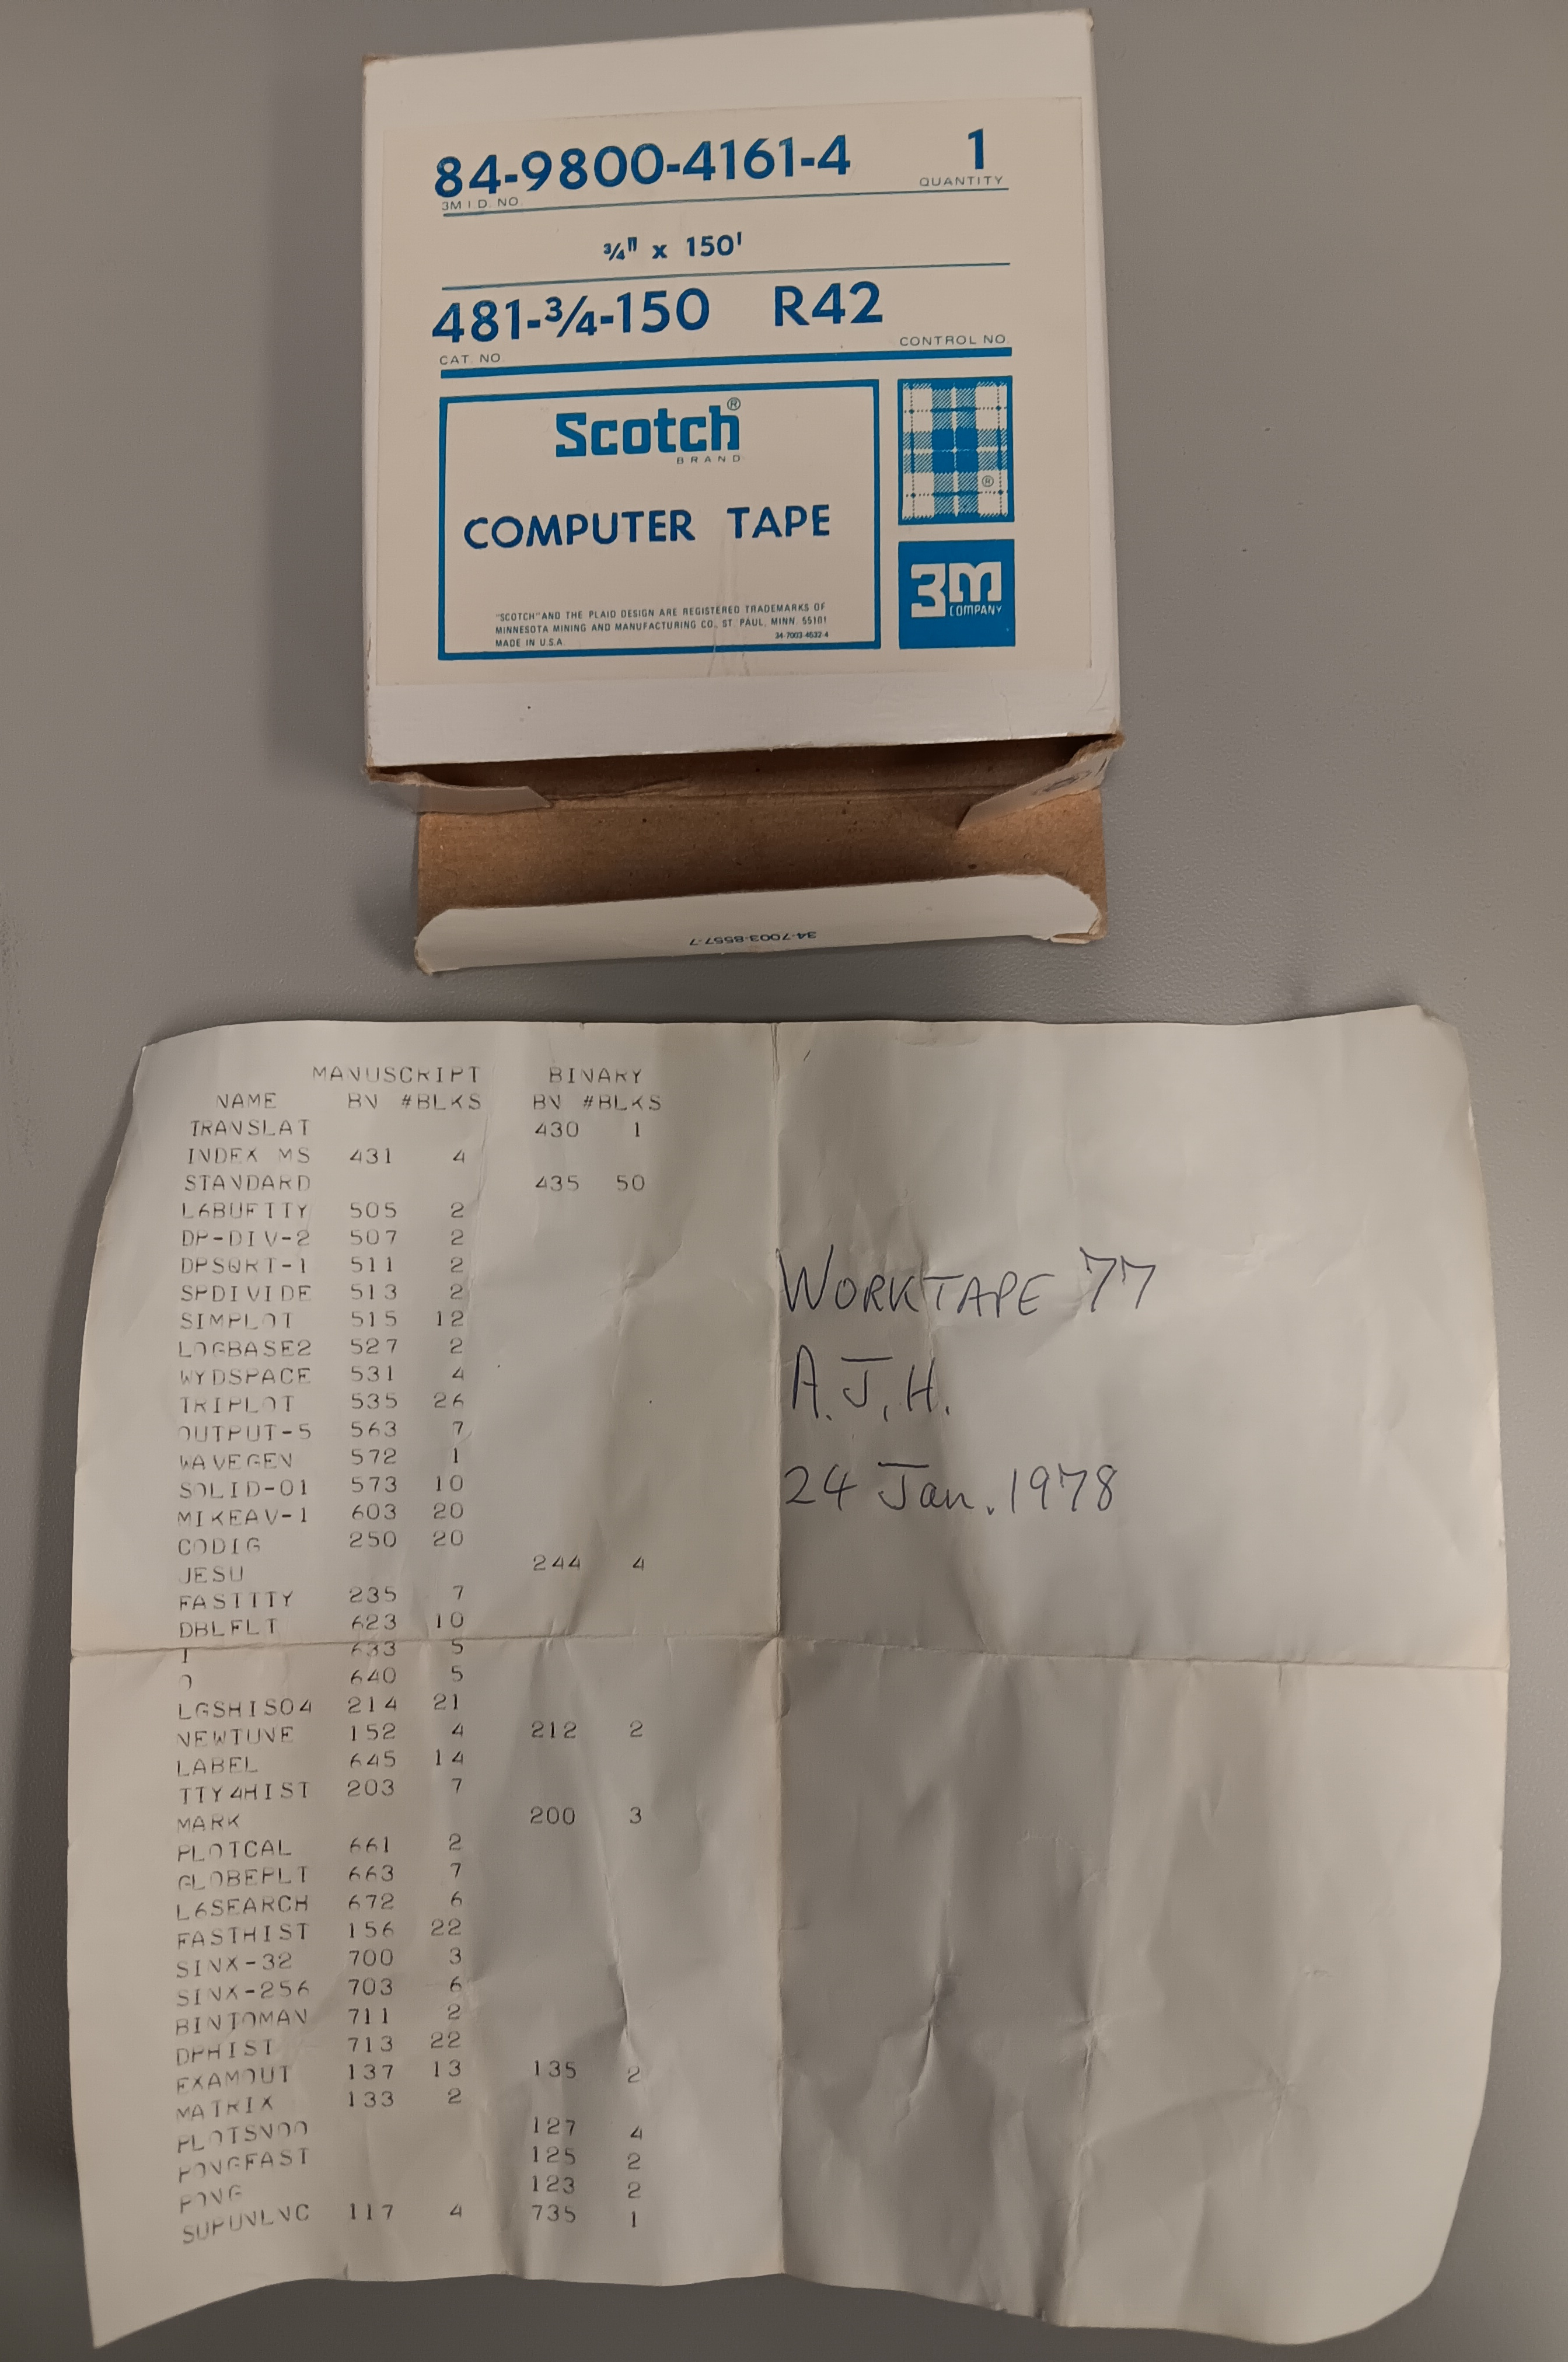 84-9800-4161-4 1
3M I.D. NO. QUANTITY
3/4" x 150'
481-3/4-150 R42
CAT. NO. CONTROL NO.
Scotch®
BRAND
COMPUTER TAPE
®
3M
COMPANY
"SCOTCH" AND THE PLAID DESIGN ARE REGISTERED TRADEMARKS OF
MINNESOTA MINING AND MANUFACTURING CO., ST. PAUL, MINN. 55101
MADE IN U.S.A. 34-7003-4632-4
34-7003-8557-7
MANUSCRIPT BINARY
NAME BN #BLKS BN #BLKS
TRANSLAT 430 1
INDEX MS 431 4
STANDARD 435 50
L6BUFTTY 505 2
DP-DIV-2 507 2
DPSQRT-1 511 2
SPDIVIDE 513 2
SIMPLOT 515 12
LOGBASE2 527 2
WYDSPACE 531 4
TRIPLOT 535 26
OUTPUT-5 563 7
WAVEGEN 572 1
SOLID-01 573 10
MIKEAV-1 603 20
CODIG 250 20
JESU 244 4
FASTTTY 235 7
DBLFLT 623 10
I 633 5
O 640 5
LGSHIS04 214 21
NEWTUNE 152 4 212 2
LABEL 645 14
TTY4HIST 203 7
MARK 200 3
PLOTCAL 661 2
GLOBEPLT 663 7
L6SEARCH 672 6
FASTHIST 156 22
SINX-32 700 3
SINX-256 703 6
BINTOMAN 711 2
DPHIST 713 22
EXAMOUT 137 13 135 2
MATRIX 133 2
PLOTSNOO 127 4
PONGFAST 125 2
PONG 123 2
SUPUNLNC 117 4 735 1
WORKTAPE 77
A.J.H.
24 Jan. 1978